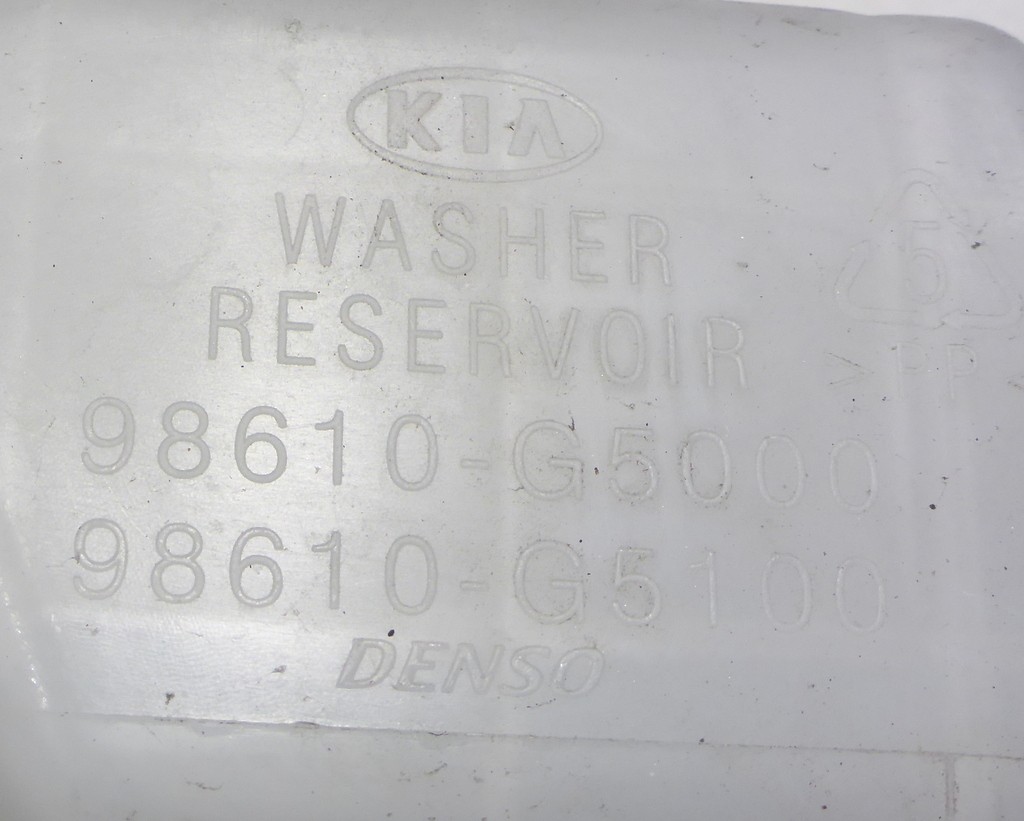 KIA
WASHER
RESERVOIR
98610-G5000
98610-G5100
DENSO
5
>PP